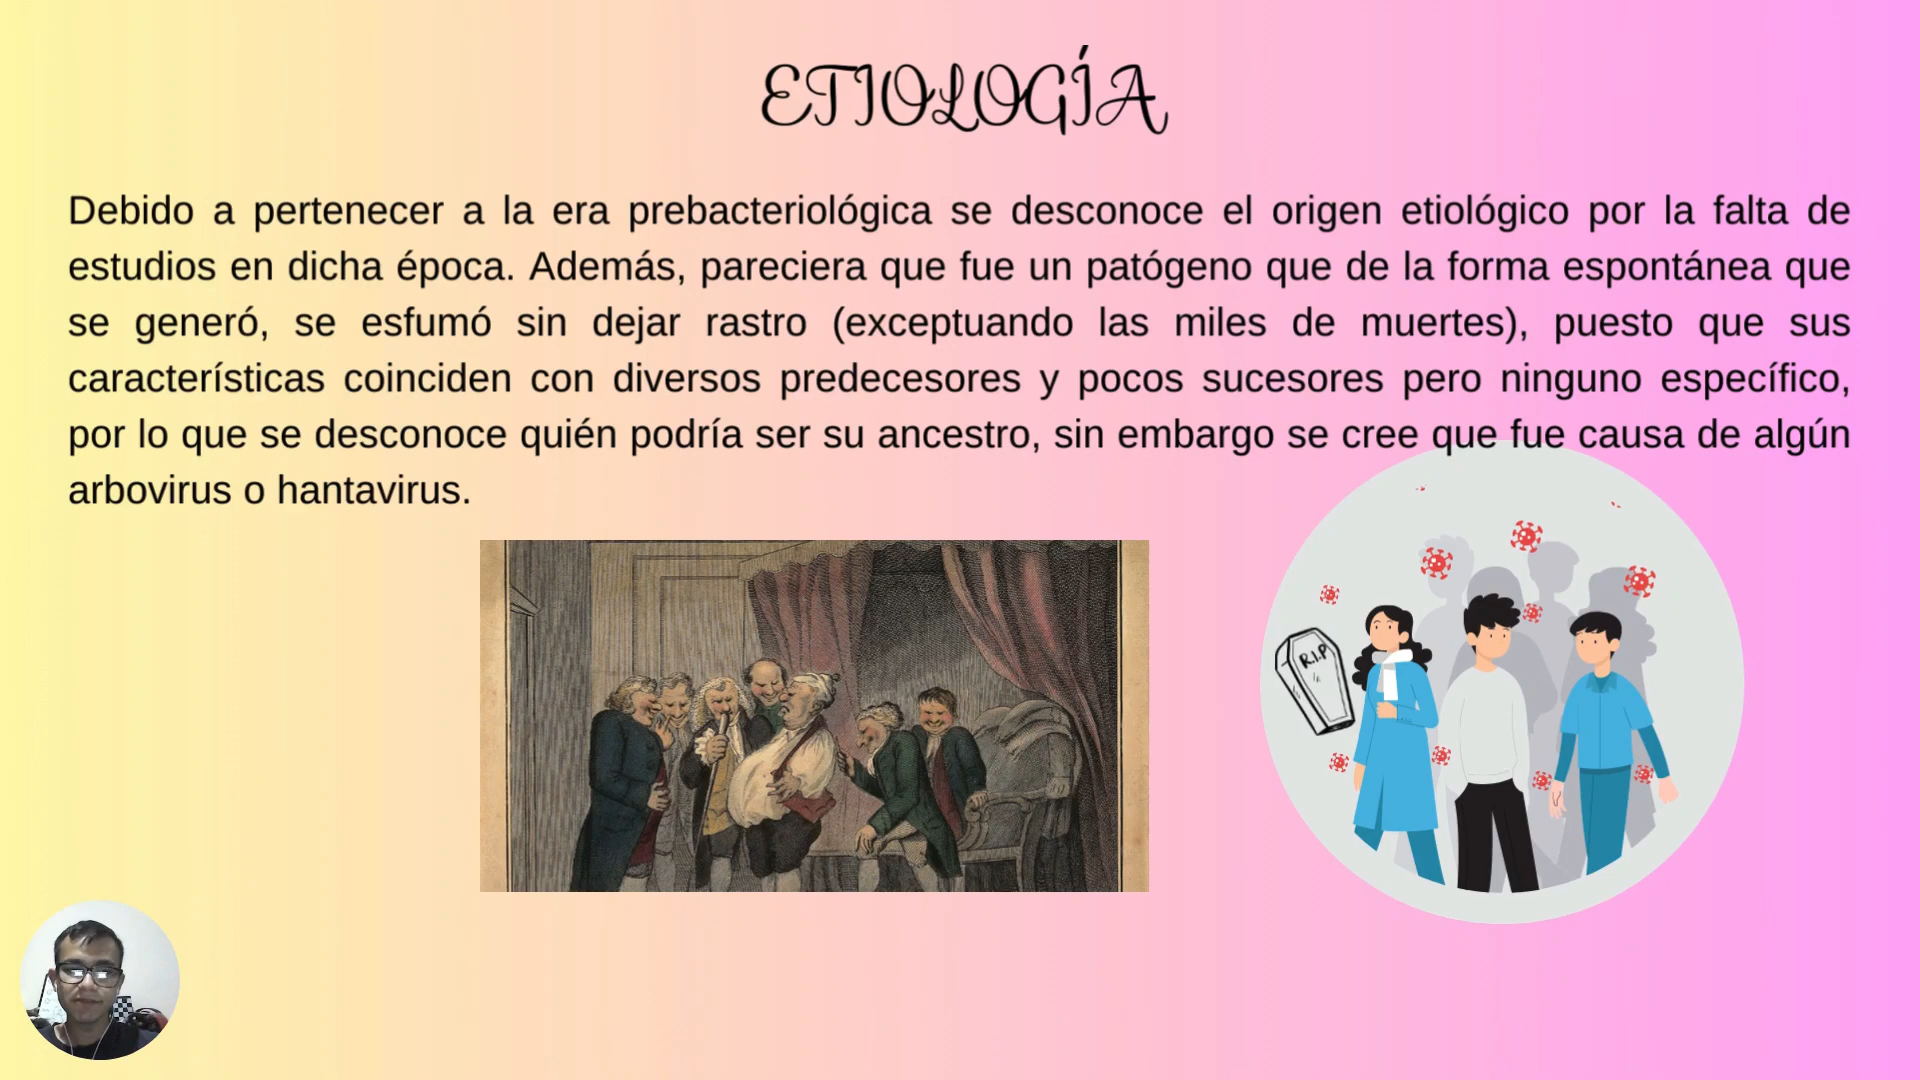 ETIOLOGÍA
Debido a pertenecer a la era prebacteriológica se desconoce el origen etiológico por la falta de
estudios en dicha época. Además, pareciera que fue un patógeno que de la forma espontánea que
se generó, se esfumó sin dejar rastro (exceptuando las miles de muertes), puesto que sus
características coinciden con diversos predecesores y pocos sucesores pero ninguno específico,
por lo que se desconoce quién podría ser su ancestro, sin embargo se cree que fue causa de algún
arbovirus o hantavirus.
R.I.P